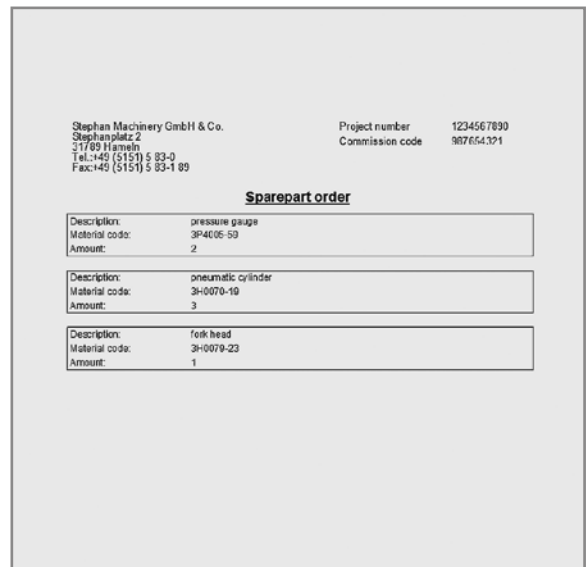 Stephan Machinery GmbH & Co.
Stephanplatz 2
31789 Hameln
Tel.:+49 (5151) 5 83-0
Fax:+49 (5151) 5 83-1 89
Project number 1234567890
Commission code 987654321
Sparepart order
Description: pressure gauge
Material code: 3P4005-59
Amount: 2
Description: pneumatic cylinder
Material code: 3H0070-19
Amount: 3
Description: fork head
Material code: 3H0079-23
Amount: 1